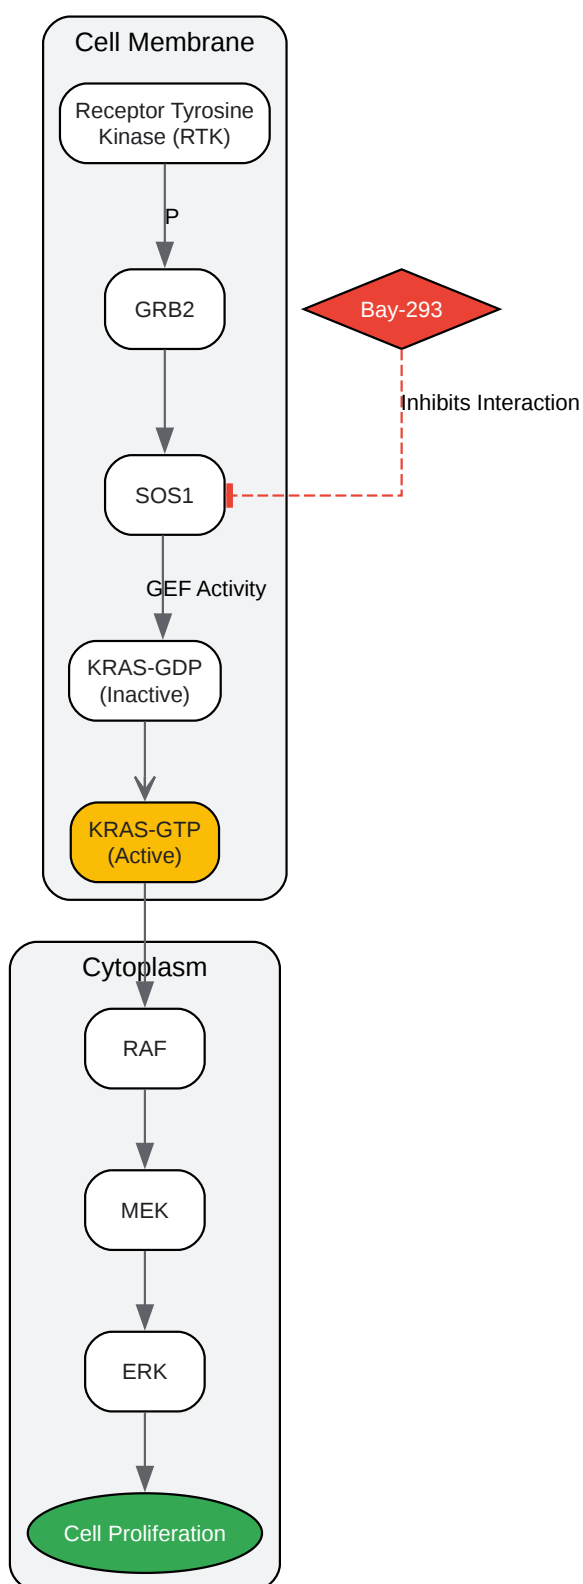 Cell Membrane
Receptor Tyrosine
Kinase (RTK)
P
GRB2
Bay-293
Inhibits Interaction
SOS1
GEF Activity
KRAS-GDP
(Inactive)
KRAS-GTP
(Active)
Cytoplasm
RAF
MEK
ERK
Cell Proliferation